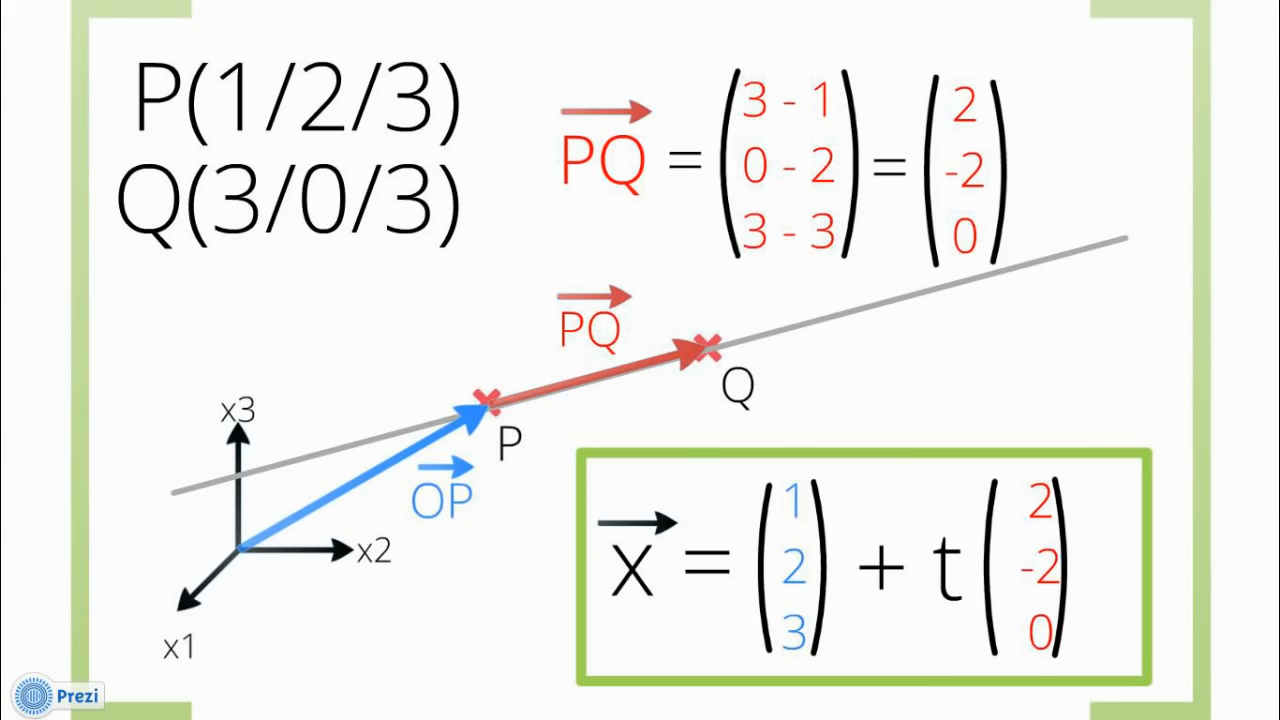 P(1/2/3)
Q(3/0/3)
PQ = (3 - 1
0 - 2
3 - 3) = (2
-2
0)
PQ
Q
x3
P
OP
x2
x1
x = (1
2
3) + t (2
-2
0)
Prezi